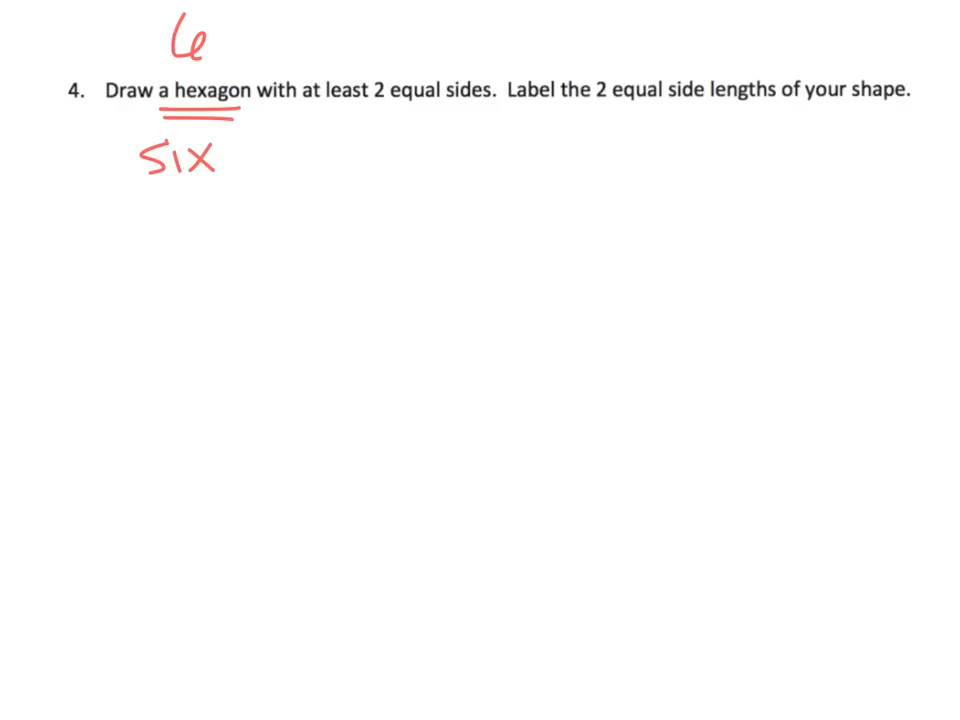 6
4. Draw a hexagon with at least 2 equal sides. Label the 2 equal side lengths of your shape.
SIX